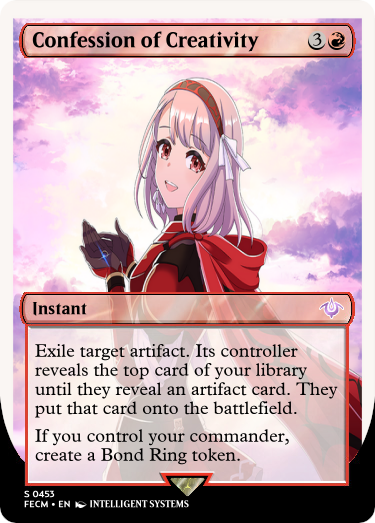 Confession of Creativity 3
Instant
Exile target artifact. Its controller
reveals the top card of your library
until they reveal an artifact card. They
put that card onto the battlefield.
If you control your commander,
create a Bond Ring token.
S 0453
FECM • EN INTELLIGENT SYSTEMS